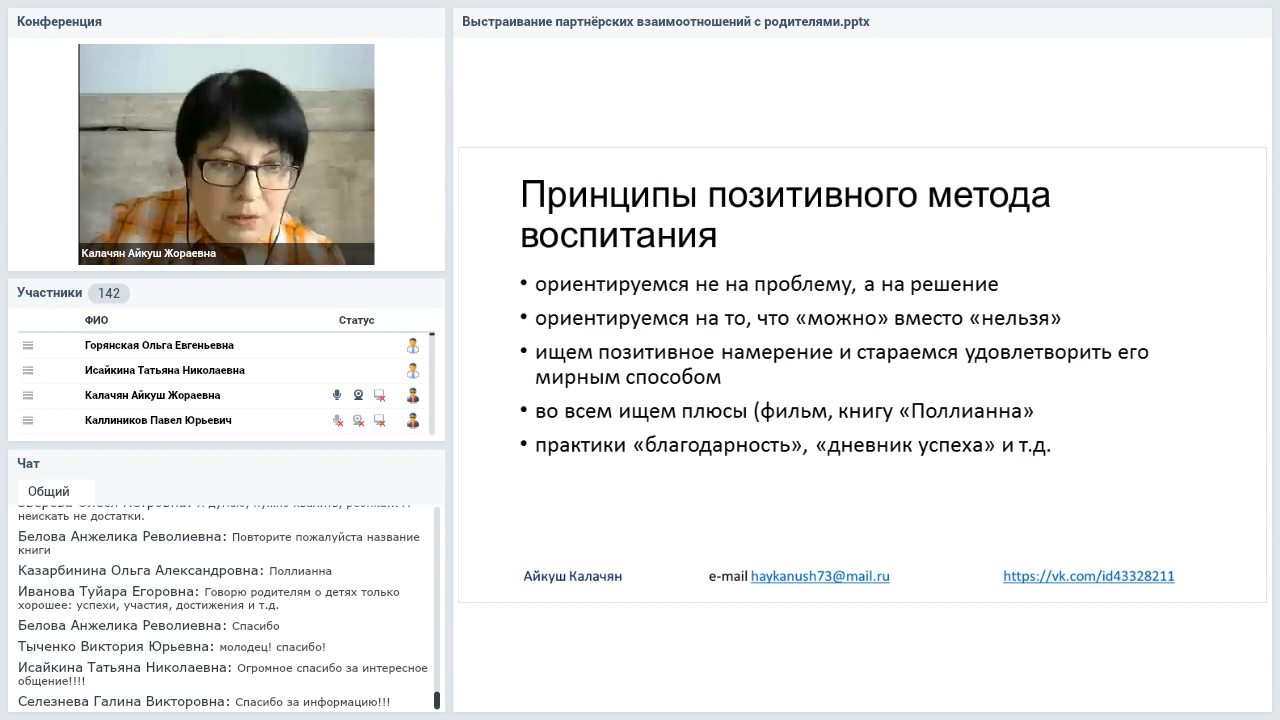 Конференция
Калачян Айкуш Жораевна
Участники 142
ФИО Статус
Горянская Ольга Евгеньевна
Исайкина Татьяна Николаевна
Калачян Айкуш Жораевна
Каллиников Павел Юрьевич
Чат
Общий
неискать не достатки.
Белова Анжелика Револиевна: Повторите пожалуйста название
книги
Казарбинина Ольга Александровна: Поллианна
Иванова Туйара Егоровна: Говорю родителям о детях только
хорошее: успехи, участия, достижения и т.д.
Белова Анжелика Револиевна: Спасибо
Тыченко Виктория Юрьевна: молодец! спасибо!
Исайкина Татьяна Николаевна: Огромное спасибо за интересное
общение!!!!
Селезнева Галина Викторовна: Спасибо за информацию!!!
Выстраивание партнёрских взаимоотношений с родителями.pptx
Принципы позитивного метода
воспитания
• ориентируемся не на проблему, а на решение
• ориентируемся на то, что «можно» вместо «нельзя»
• ищем позитивное намерение и стараемся удовлетворить его
мирным способом
• во всем ищем плюсы (фильм, книгу «Поллианна»
• практики «благодарность», «дневник успеха» и т.д.
Айкуш Калачян e-mail haykanush73@mail.ru https://vk.com/id43328211